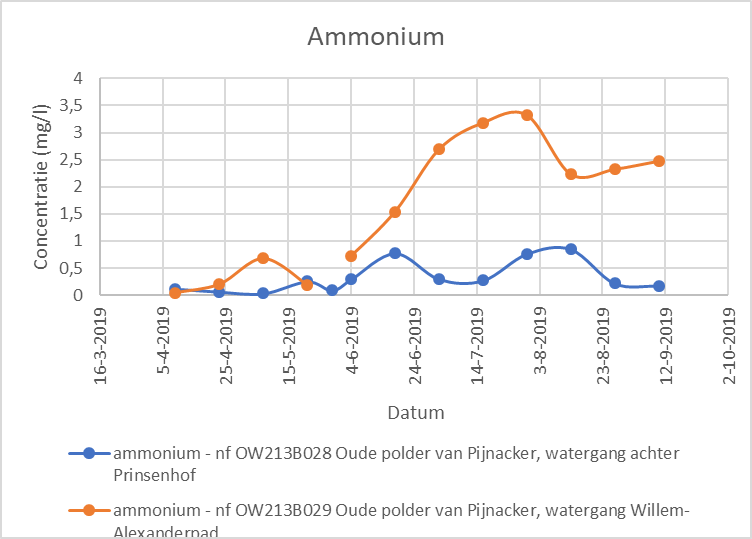 Ammonium
4
3,5
3
2,5
2
1,5
1
0,5
0
Concentratie (mg/l)
16-3-2019
5-4-2019
25-4-2019
15-5-2019
4-6-2019
24-6-2019
14-7-2019
3-8-2019
23-8-2019
12-9-2019
2-10-2019
Datum
ammonium - nf OW213B028 Oude polder van Pijnacker, watergang achter
Prinsenhof
ammonium - nf OW213B029 Oude polder van Pijnacker, watergang Willem-
Alexanderpad